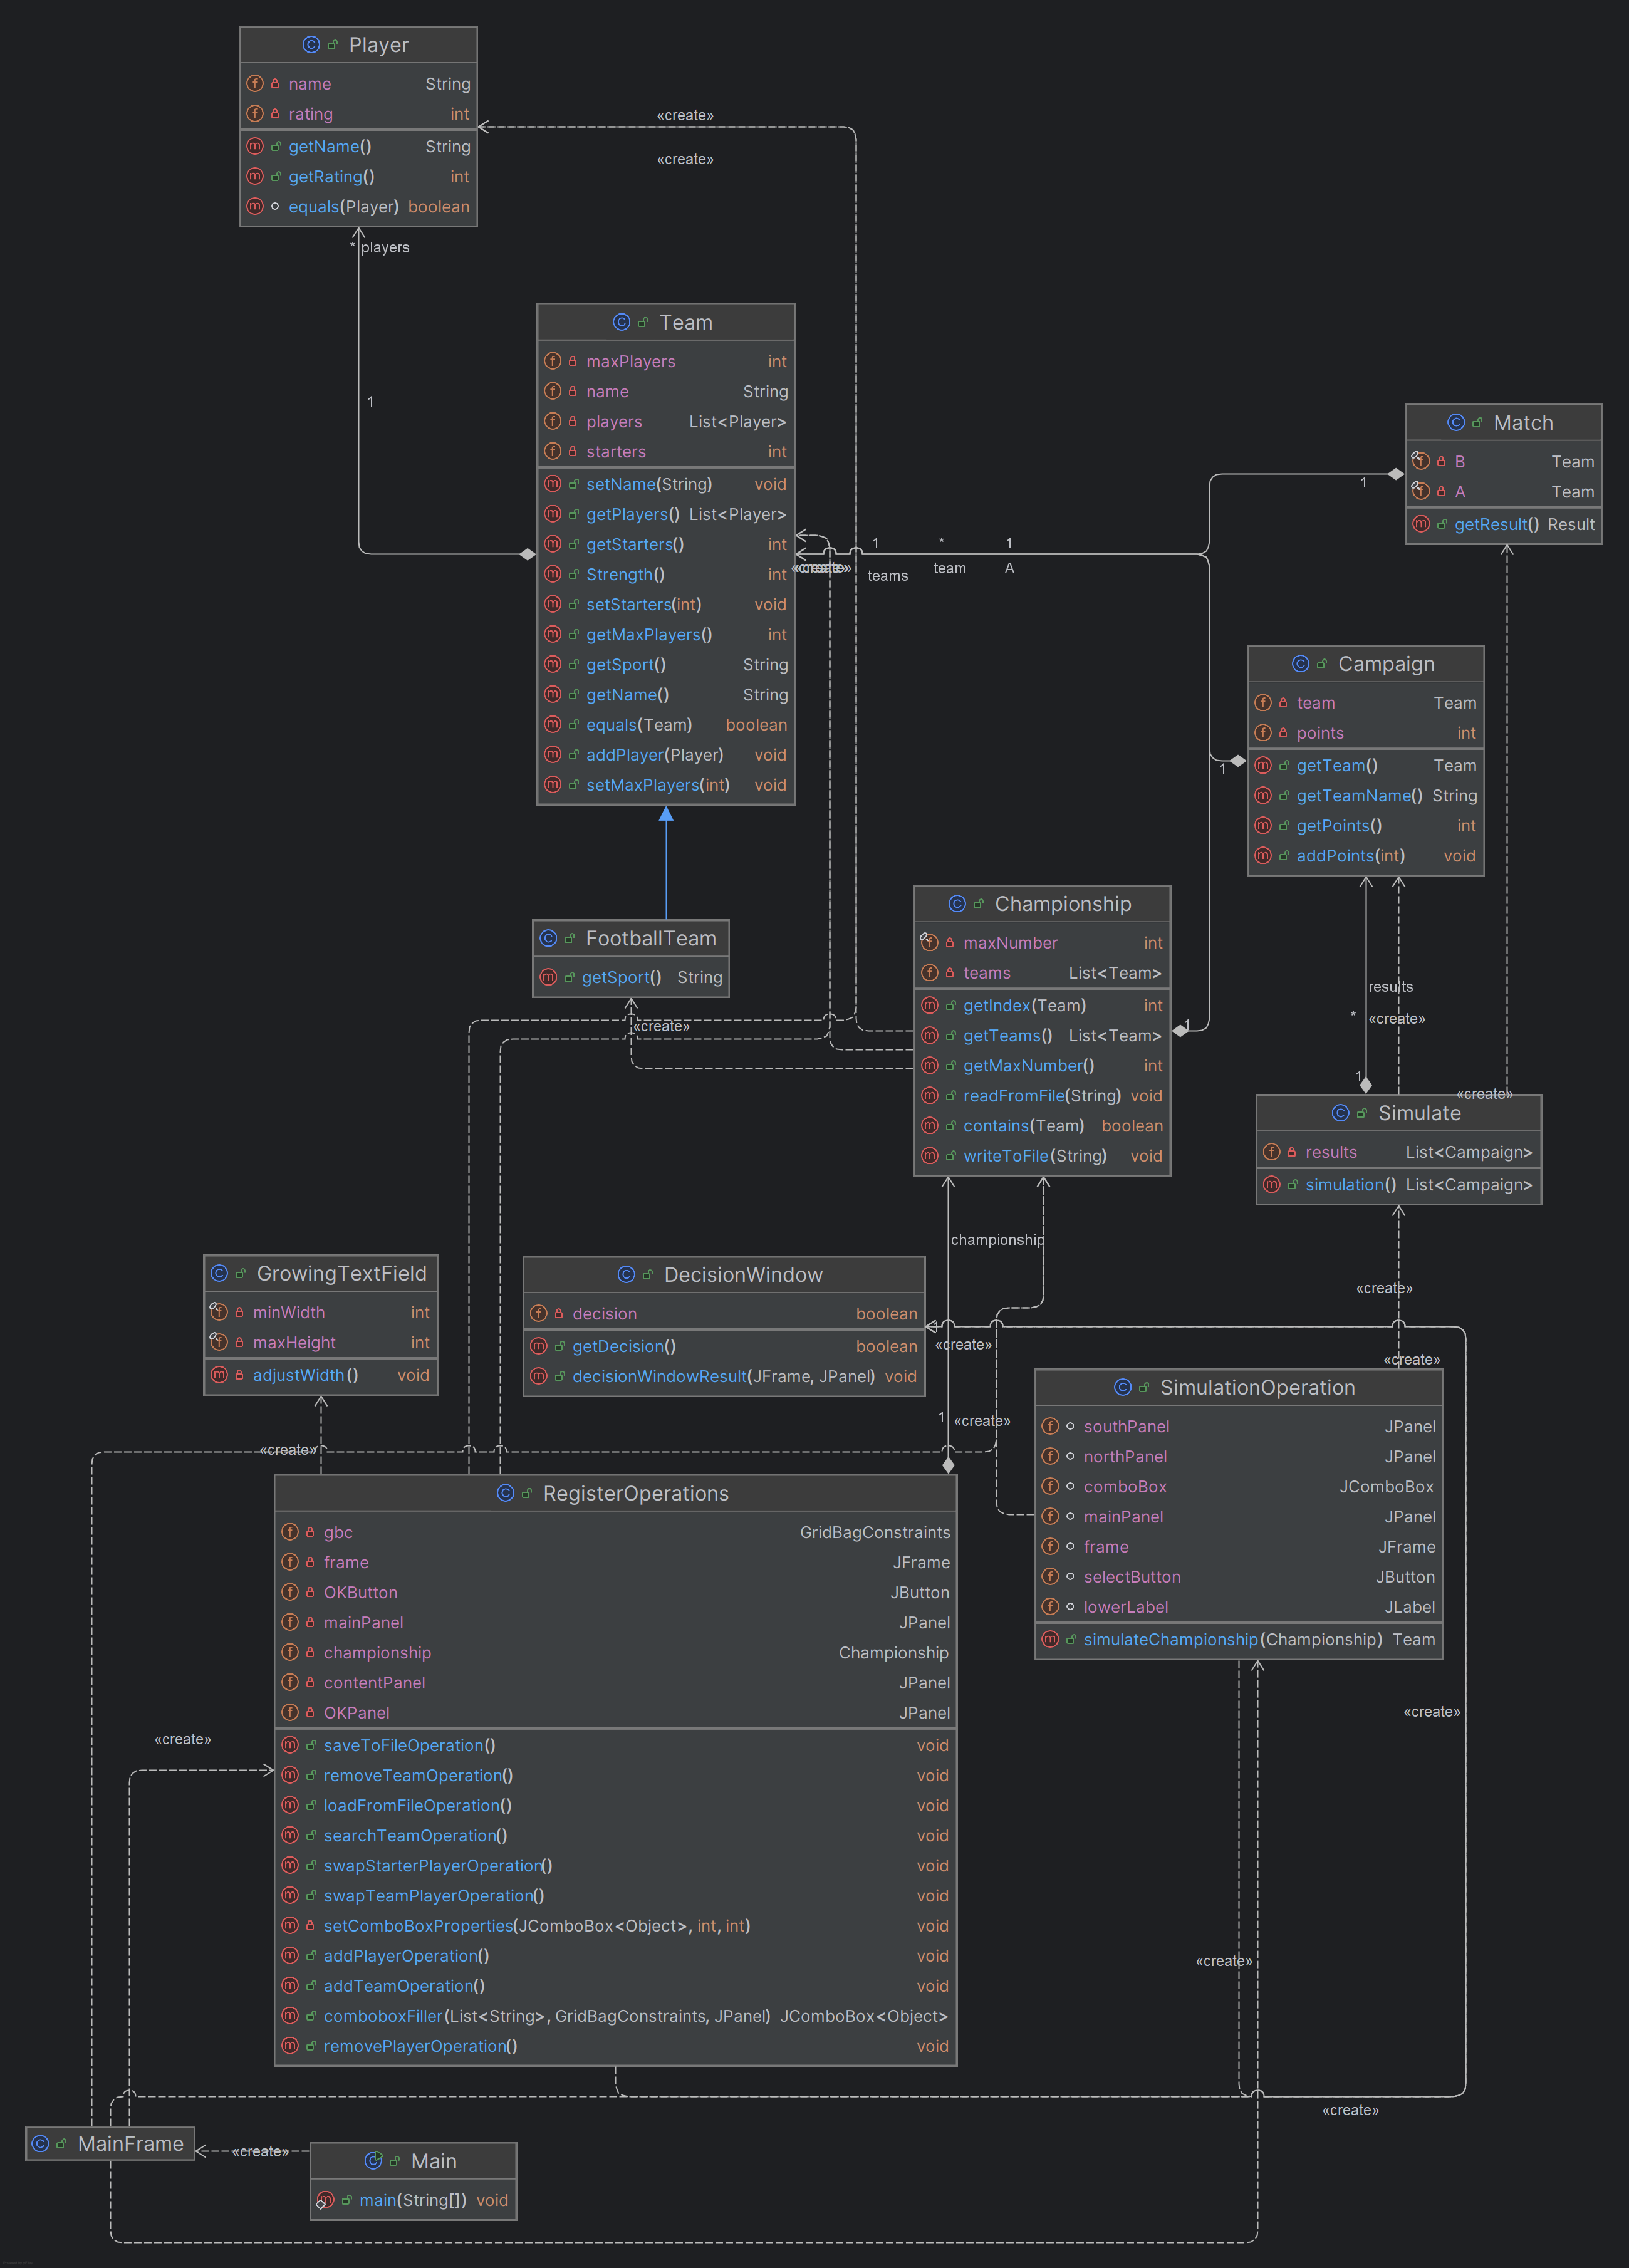 Player
name String
rating int
getName() String
getRating() int
equals(Player) boolean
«create»
«create»
* players
1
Team
maxPlayers int
name String
players List<Player>
starters int
setName(String) void
getPlayers() List<Player>
getStarters() int
Strength() int
setStarters(int) void
getMaxPlayers() int
getSport() String
getName() String
equals(Team) boolean
addPlayer(Player) void
setMaxPlayers(int) void
Match
B Team
A Team
getResult() Result
1
1 * 1
«create» teams team A
Campaign
team Team
points int
getTeam() Team
getTeamName() String
getPoints() int
addPoints(int) void
1
FootballTeam
getSport() String
«create»
Championship
maxNumber int
teams List<Team>
getIndex(Team) int
getTeams() List<Team>
getMaxNumber() int
readFromFile(String) void
contains(Team) boolean
writeToFile(String) void
1
results
* «create»
1
«create»
Simulate
results List<Campaign>
simulation() List<Campaign>
championship
«create»
GrowingTextField
minWidth int
maxHeight int
adjustWidth() void
DecisionWindow
decision boolean
getDecision() boolean
decisionWindowResult(JFrame, JPanel) void
«create»
«create»
1 «create»
«create»
SimulationOperation
southPanel JPanel
northPanel JPanel
comboBox JComboBox
mainPanel JPanel
frame JFrame
selectButton JButton
lowerLabel JLabel
simulateChampionship(Championship) Team
RegisterOperations
gbc GridBagConstraints
frame JFrame
OKButton JButton
mainPanel JPanel
championship Championship
contentPanel JPanel
OKPanel JPanel
saveToFileOperation() void
removeTeamOperation() void
loadFromFileOperation() void
searchTeamOperation() void
swapStarterPlayerOperation() void
swapTeamPlayerOperation() void
setComboBoxProperties(JComboBox<Object>, int, int) void
addPlayerOperation() void
addTeamOperation() void
comboboxFiller(List<String>, GridBagConstraints, JPanel) JComboBox<Object>
removePlayerOperation() void
«create»
«create»
«create»
«create»
MainFrame
«create»
Main
main(String[]) void